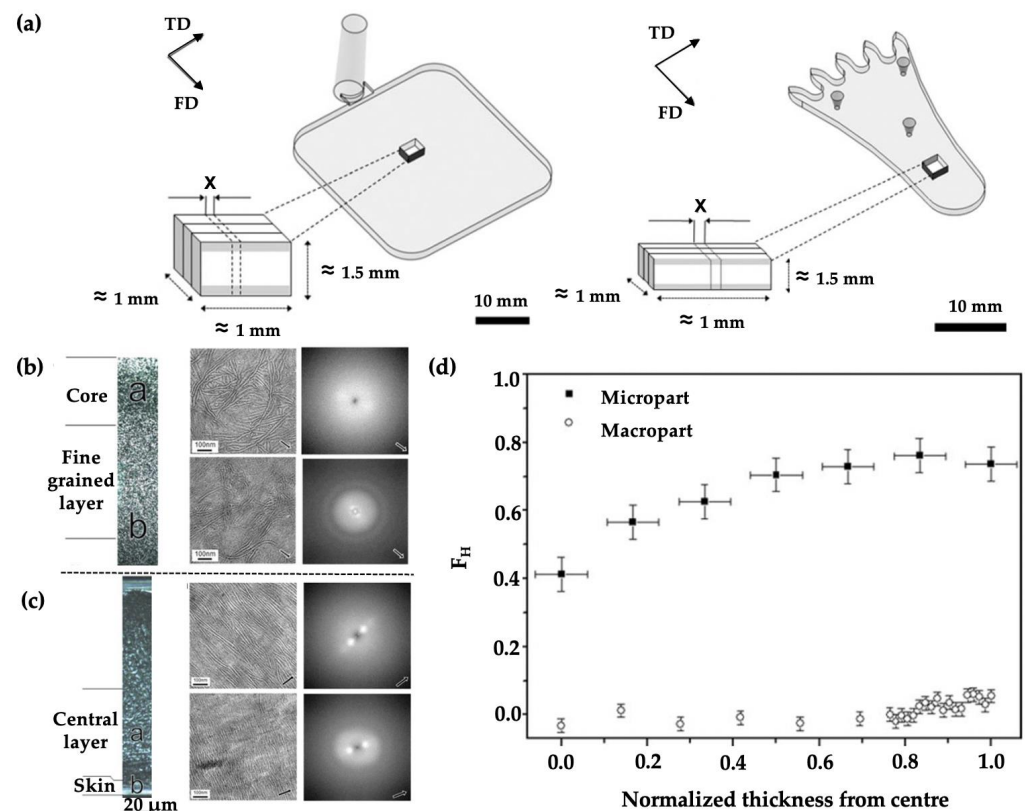 (a)
TD
FD
X
≈ 1 mm
≈ 1 mm
≈ 1.5 mm
10 mm
TD
FD
X
≈ 1 mm
≈ 1 mm
≈ 1.5 mm
10 mm
(b)
Core
a
Fine
grained
layer
b
100nm
100nm
(c)
Central
layer
a
Skin
b
20 µm
100nm
100nm
(d)
Micropart
Macropart
F_H
1.0
0.8
0.6
0.4
0.2
0.0
0.0 0.2 0.4 0.6 0.8 1.0
Normalized thickness from centre